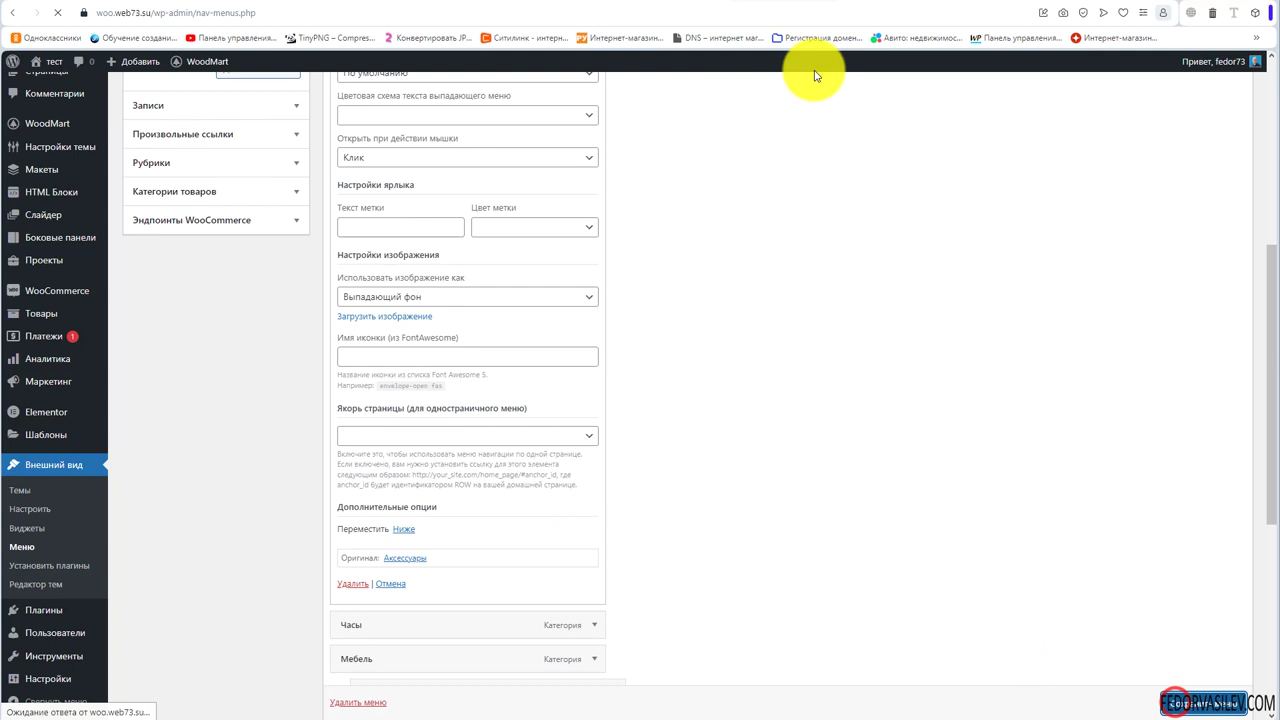 woo.web73.su/wp-admin/nav-menus.php
Одноклассники
Обучение создани...
Панель управления...
TinyPNG – Compres...
Конвертировать JP...
Ситилинк - интерн...
Интернет-магазин...
DNS – интернет маг...
Регистрация домен...
Авито: недвижимос...
Панель управления...
Интернет-магазин...
тест
0
Добавить
WoodMart
Привет, fedor73
Страницы
Комментарии
WoodMart
Настройки темы
Макеты
HTML Блоки
Слайдер
Боковые панели
Проекты
WooCommerce
Товары
Платежи 1
Аналитика
Маркетинг
Elementor
Шаблоны
Внешний вид
Темы
Настроить
Виджеты
Меню
Установить плагины
Редактор тем
Плагины
Пользователи
Инструменты
Настройки
Свернуть меню
Ожидание ответа от woo.web73.su...
Записи
Произвольные ссылки
Рубрики
Категории товаров
Эндпоинты WooCommerce
По умолчанию
Цветовая схема текста выпадающего меню
Открыть при действии мышки
Клик
Настройки ярлыка
Текст метки
Цвет метки
Настройки изображения
Использовать изображение как
Выпадающий фон
Загрузить изображение
Имя иконки (из FontAwesome)
Название иконки из списка Font Awesome 5.
Например: envelope-open fas
Якорь страницы (для одностраничного меню)
Включите это, чтобы использовать меню навигации по одной странице.
Если включено, вам нужно установить ссылку для этого элемента
следующим образом: http://your_site.com/home_page/#anchor_id, где
anchor_id будет идентификатором ROW на вашей домашней странице.
Дополнительные опции
Переместить Ниже
Оригинал: Аксессуары
Удалить | Отмена
Часы
Категория
Мебель
Категория
Удалить меню
Сохранить меню
FEDORVASILEV.COM